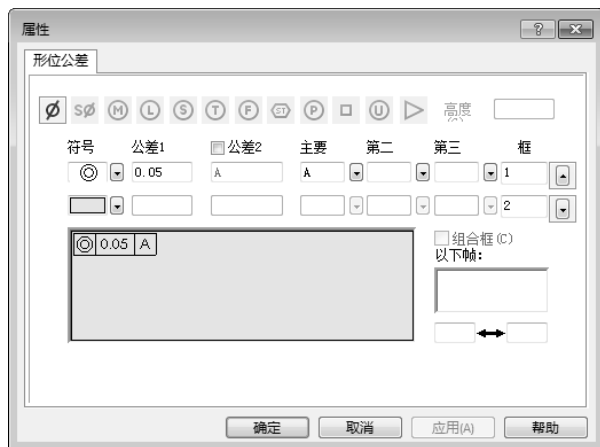 属性
形位公差
Ø SØ M L S T F ST P U 高度
符号 公差1 公差2 主要 第二 第三 框
0.05 A A 1
2
0.05 A
组合框(C)
以下帧：
确定 取消 应用(A) 帮助